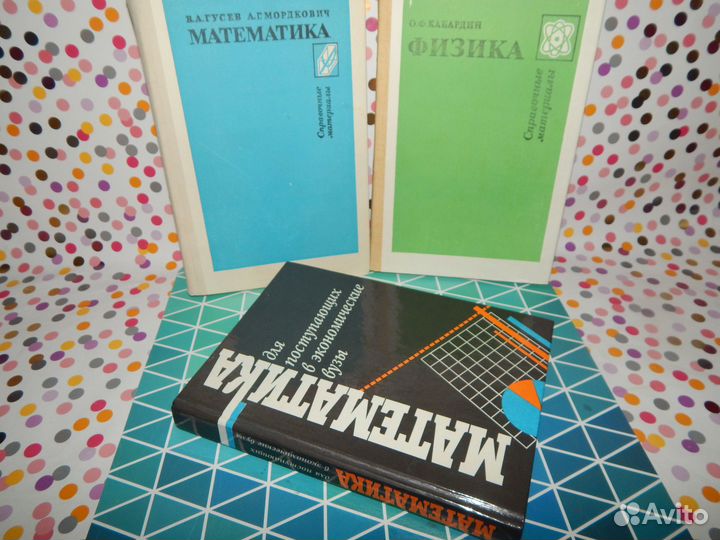 В.А.ГУСЕВ А.Г.МОРДКОВИЧ
МАТЕМАТИКА
Справочные
материалы
О.Ф.КАБАРДИН
ФИЗИКА
Справочные
материалы
для
поступающих
в экономические
вузы
МАТЕМАТИКА
для поступающих
в экономические вузы
МАТЕМАТИКА
Avito